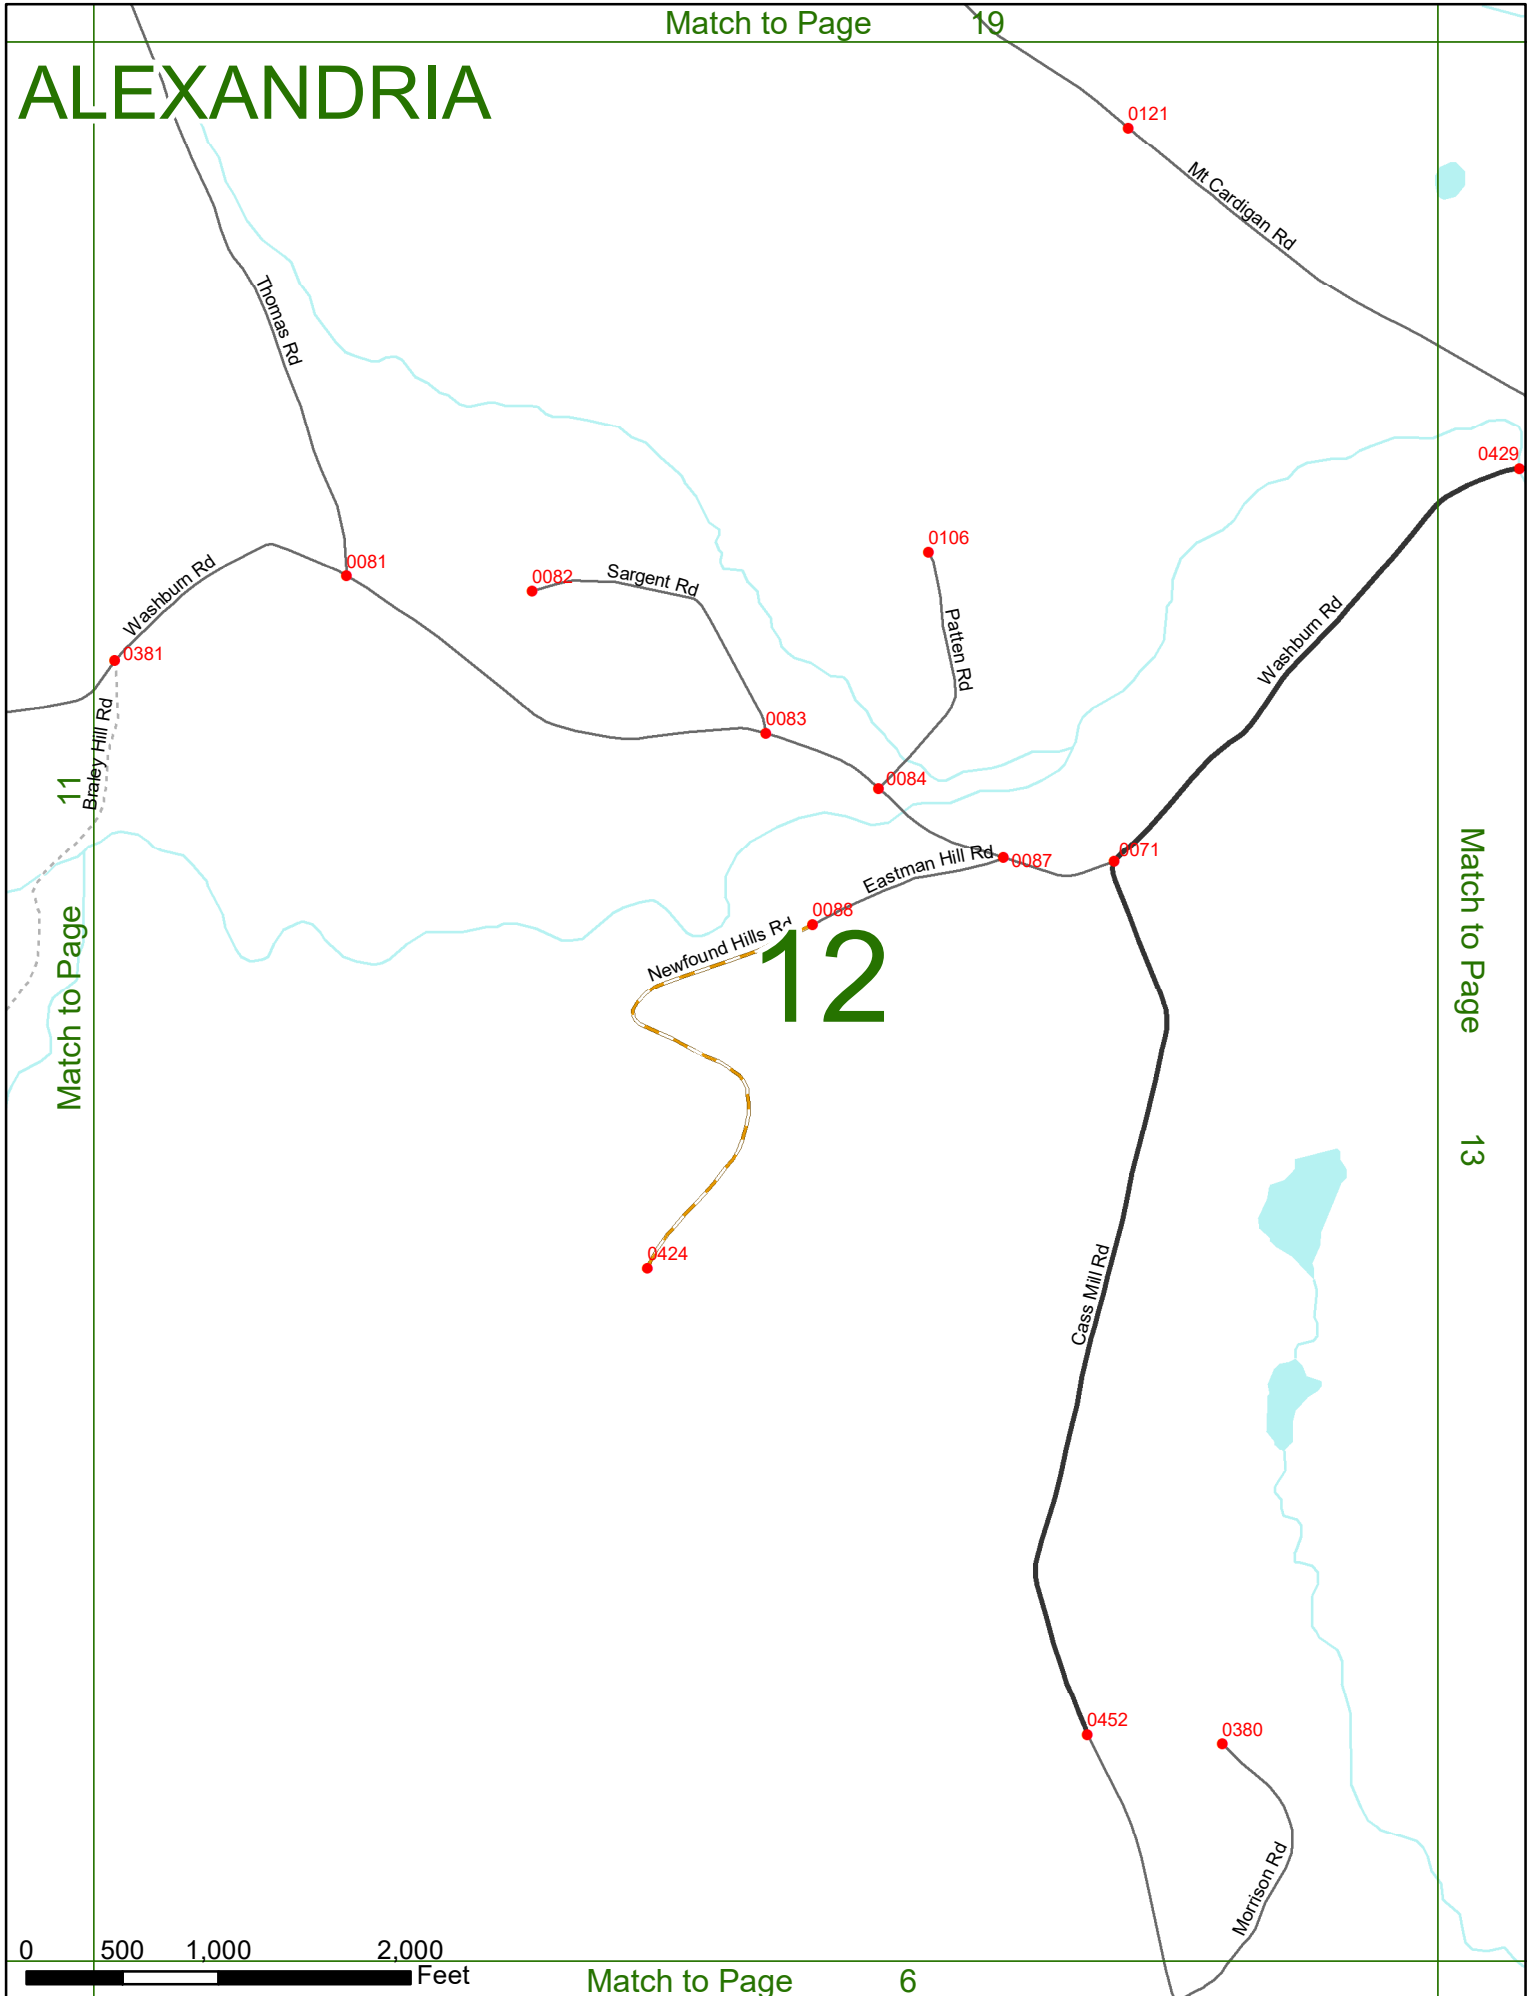 Match to Page 19
ALEXANDRIA
0121
Mt Cardigan Rd
Thomas Rd
0429
0106
0081
0082
Sargent Rd
Washburn Rd
Patten Rd
Washburn Rd
0381
Braley Hill Rd
0083
0084
Match to Page 11
Eastman Hill Rd
0087
0071
Match to Page 13
0088
Newfound Hills Rd
12
0424
Cass Mill Rd
0452
0380
Morrison Rd
0 500 1,000 2,000
Feet
Match to Page 6